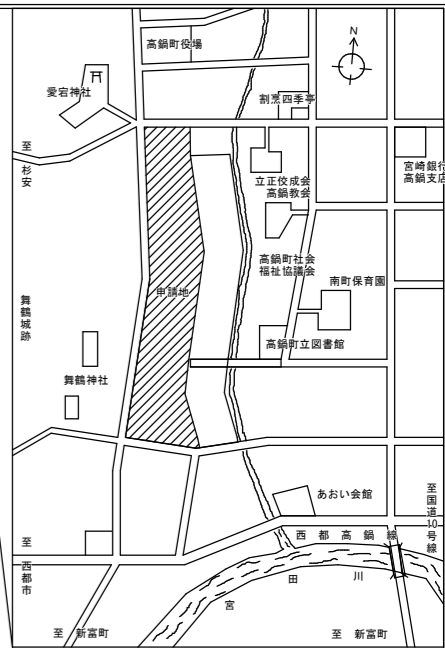 高鍋町役場
N
愛宕神社
割烹四季亭
至
杉安
宮崎銀行
高鍋支店
立正佼成会
高鍋教会
高鍋町社会
福祉協議会
申請地
南町保育園
舞鶴城跡
高鍋町立図書館
舞鶴神社
あおい会館
至国道10号線
西都高鍋線
至
西都市
宮田川
至 新富町
至 新富町